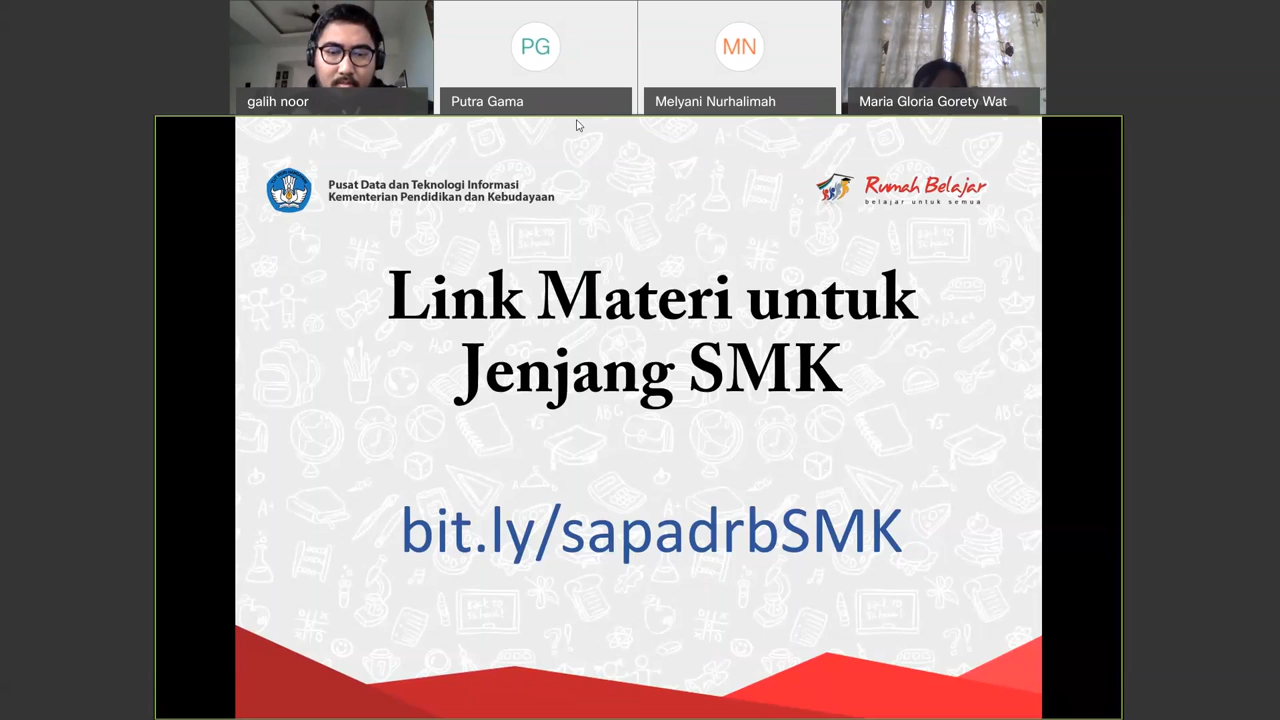 PG
MN
galih noor
Putra Gama
Melyani Nurhalimah
Maria Gloria Gorety Wat
Pusat Data dan Teknologi Informasi
Kementerian Pendidikan dan Kebudayaan
Rumah Belajar
belajar untuk semua
Link Materi untuk
Jenjang SMK
bit.ly/sapadrbSMK